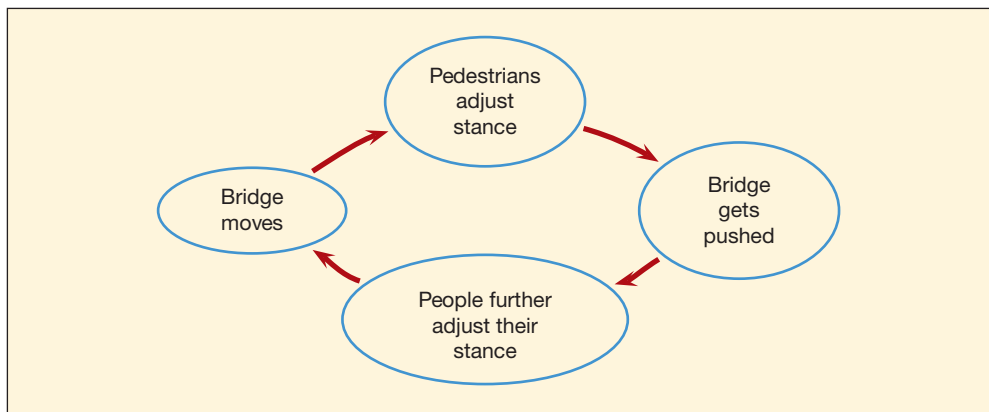 Pedestrians
adjust
stance
Bridge
gets
pushed
People further
adjust their
stance
Bridge
moves